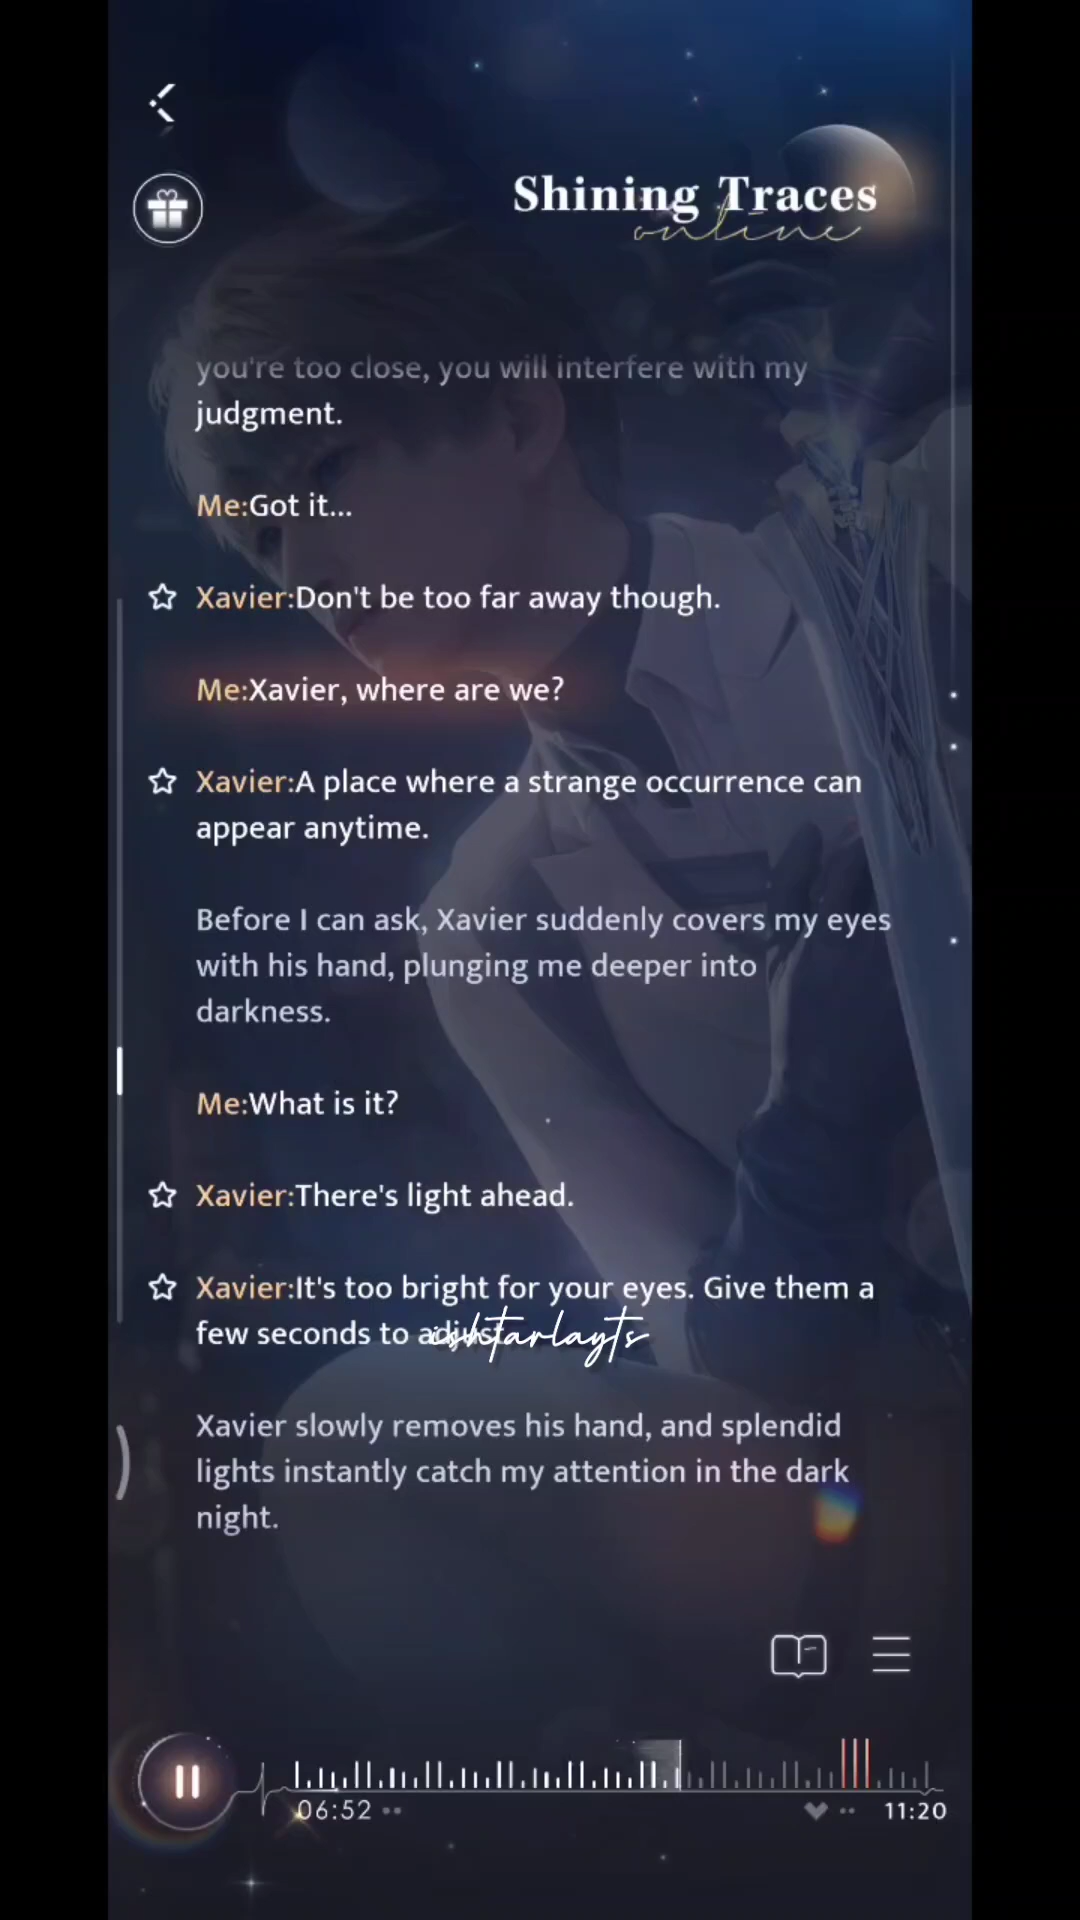 Shining Traces
online
you're too close, you will interfere with my
judgment.
Me:Got it...
Xavier:Don't be too far away though.
Me:Xavier, where are we?
Xavier:A place where a strange occurrence can
appear anytime.
Before I can ask, Xavier suddenly covers my eyes
with his hand, plunging me deeper into
darkness.
Me:What is it?
Xavier:There's light ahead.
Xavier:It's too bright for your eyes. Give them a
few seconds to adjust.
ishtarlayts
Xavier slowly removes his hand, and splendid
lights instantly catch my attention in the dark
night.
06:52
11:20